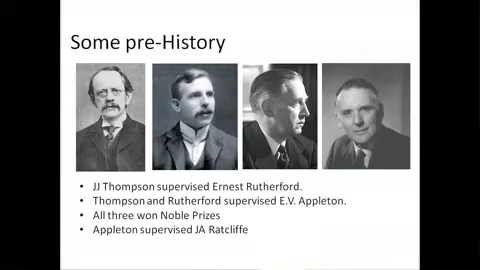 Some pre-History
• JJ Thompson supervised Ernest Rutherford.
• Thompson and Rutherford supervised E.V. Appleton.
• All three won Noble Prizes
• Appleton supervised JA Ratcliffe